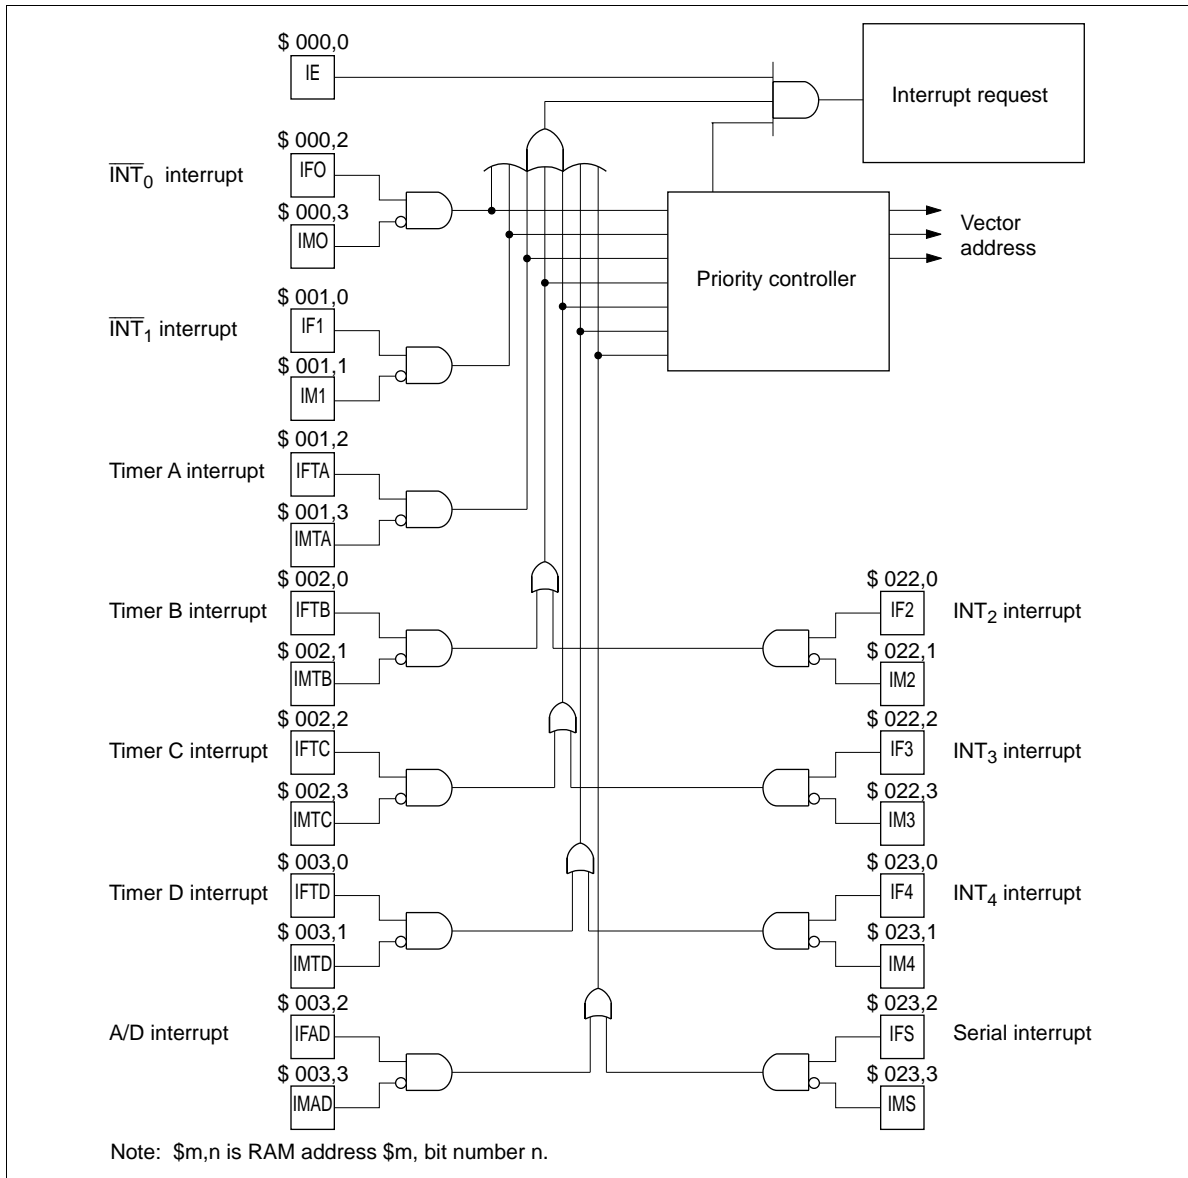 $ 000,0
IE
Interrupt request
$ 000,2
INT0 interrupt
IFO
$ 000,3
IMO
Priority controller
Vector
address
$ 001,0
INT1 interrupt
IF1
$ 001,1
IM1
$ 001,2
Timer A interrupt
IFTA
$ 001,3
IMTA
$ 002,0
Timer B interrupt
IFTB
$ 002,1
IMTB
$ 022,0
IF2
INT2 interrupt
$ 022,1
IM2
$ 002,2
Timer C interrupt
IFTC
$ 002,3
IMTC
$ 022,2
IF3
INT3 interrupt
$ 022,3
IM3
$ 003,0
Timer D interrupt
IFTD
$ 003,1
IMTD
$ 023,0
IF4
INT4 interrupt
$ 023,1
IM4
$ 003,2
A/D interrupt
IFAD
$ 003,3
IMAD
$ 023,2
IFS
Serial interrupt
$ 023,3
IMS
Note: $m,n is RAM address $m, bit number n.